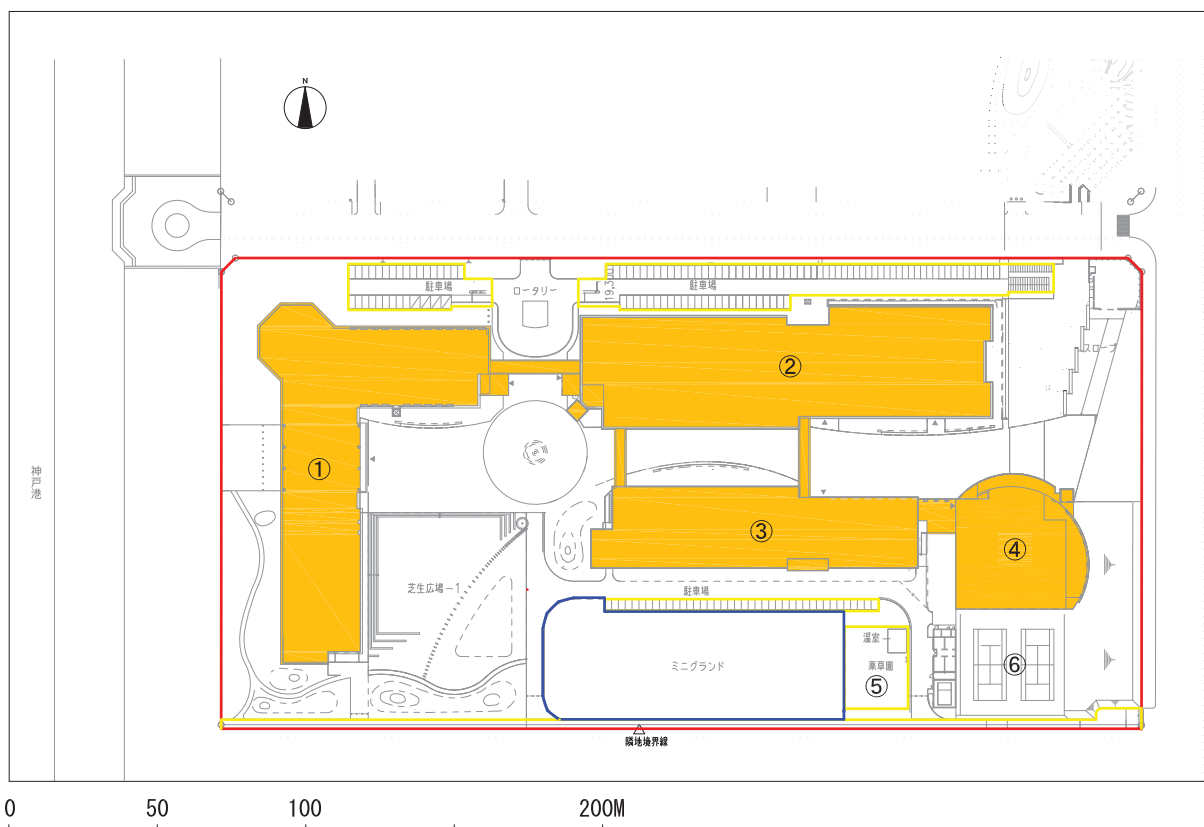 N
駐車場
ロータリー
19,300
駐車場
スロープ
②
①
神戸港
③
④
芝生広場－1
駐車場
温室
ミニグランド
薬草園
⑤
⑥
隣地境界線
0 50 100 200M